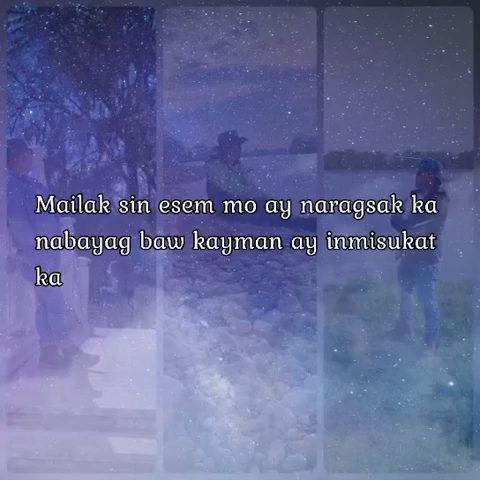 Mailak sin esem mo ay naragsak ka
nabayag baw kayman ay inmisukat
ka